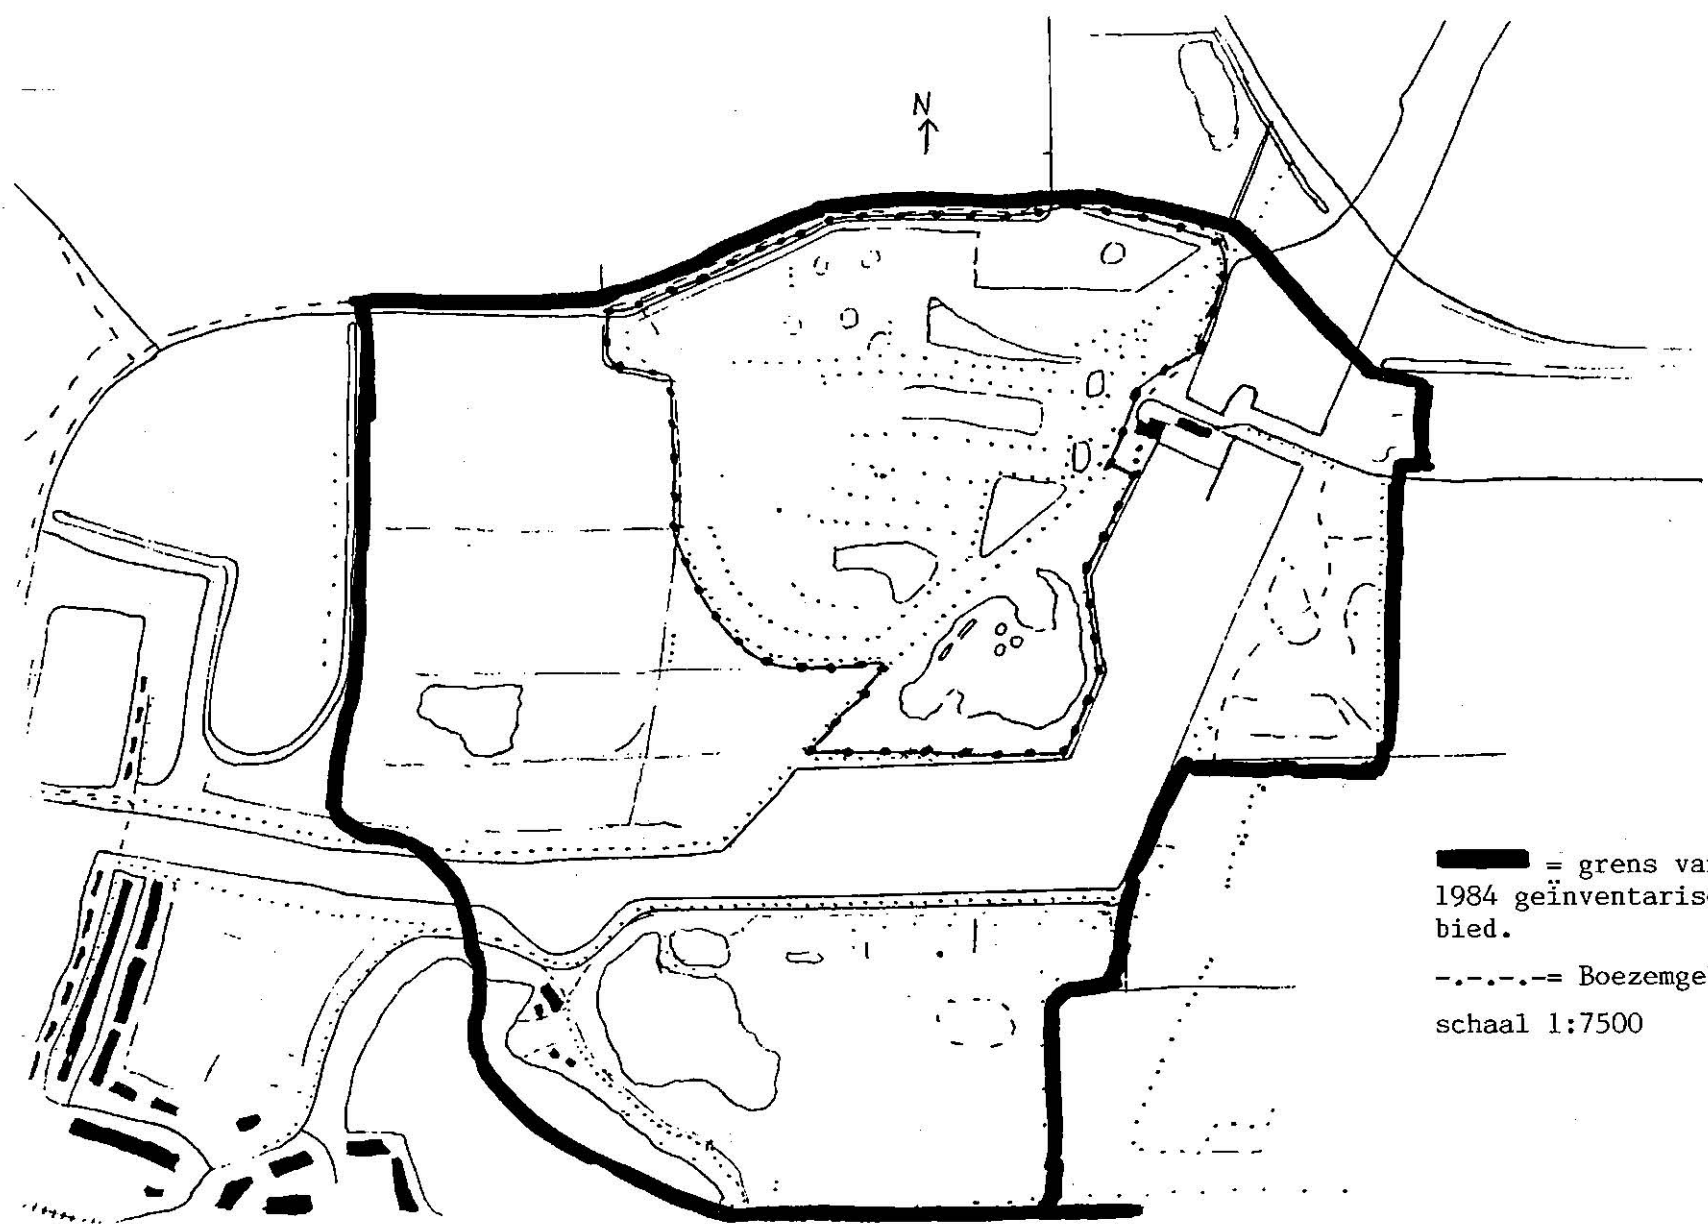 N
= grens va
1984 geïnventaris
bied.
-.-.-.-= Boezemge
schaal 1:7500